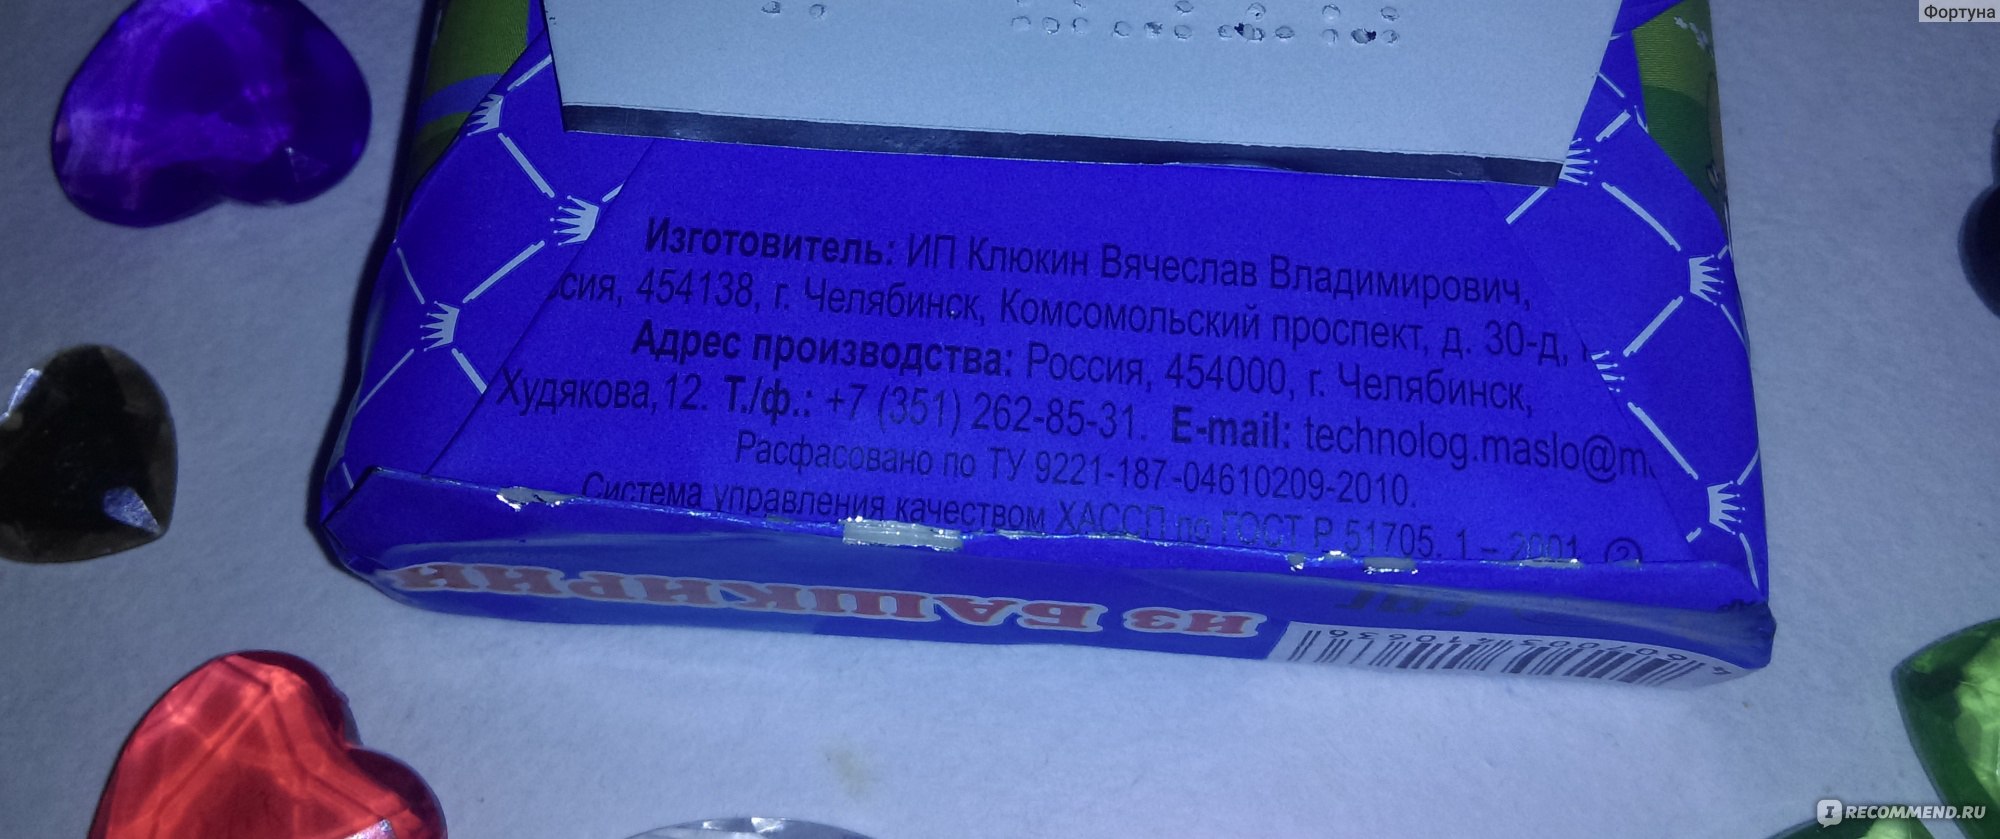 Фортуна
Изготовитель: ИП Клюкин Вячеслав Владимирович,
сия, 454138, г. Челябинск, Комсомольский проспект, д. 30-д,
Адрес производства: Россия, 454000, г. Челябинск,
Худякова, 12. Т./ф.: +7 (351) 262-85-31. E-mail: technolog.maslo@m
Расфасовано по ТУ 9221-187-04610209-2010.
Система управления качеством ХАССП по ГОСТ Р 51705. 1 – 2001
ИЗ БАШКИРИИ
IRECOMMEND.RU